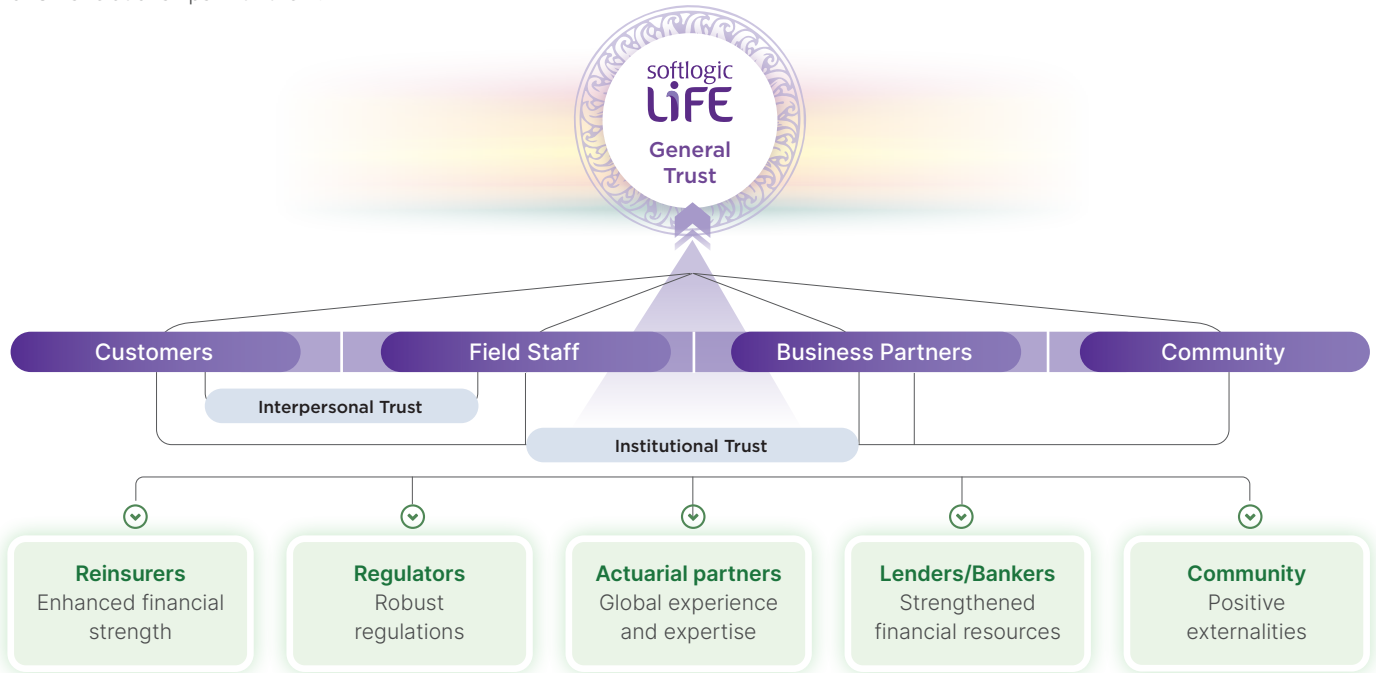 softlogic
LiFE
General
Trust
Customers
Field Staff
Business Partners
Community
Interpersonal Trust
Institutional Trust
Reinsurers
Enhanced financial
strength
Regulators
Robust
regulations
Actuarial partners
Global experience
and expertise
Lenders/Bankers
Strengthened
financial resources
Community
Positive
externalities